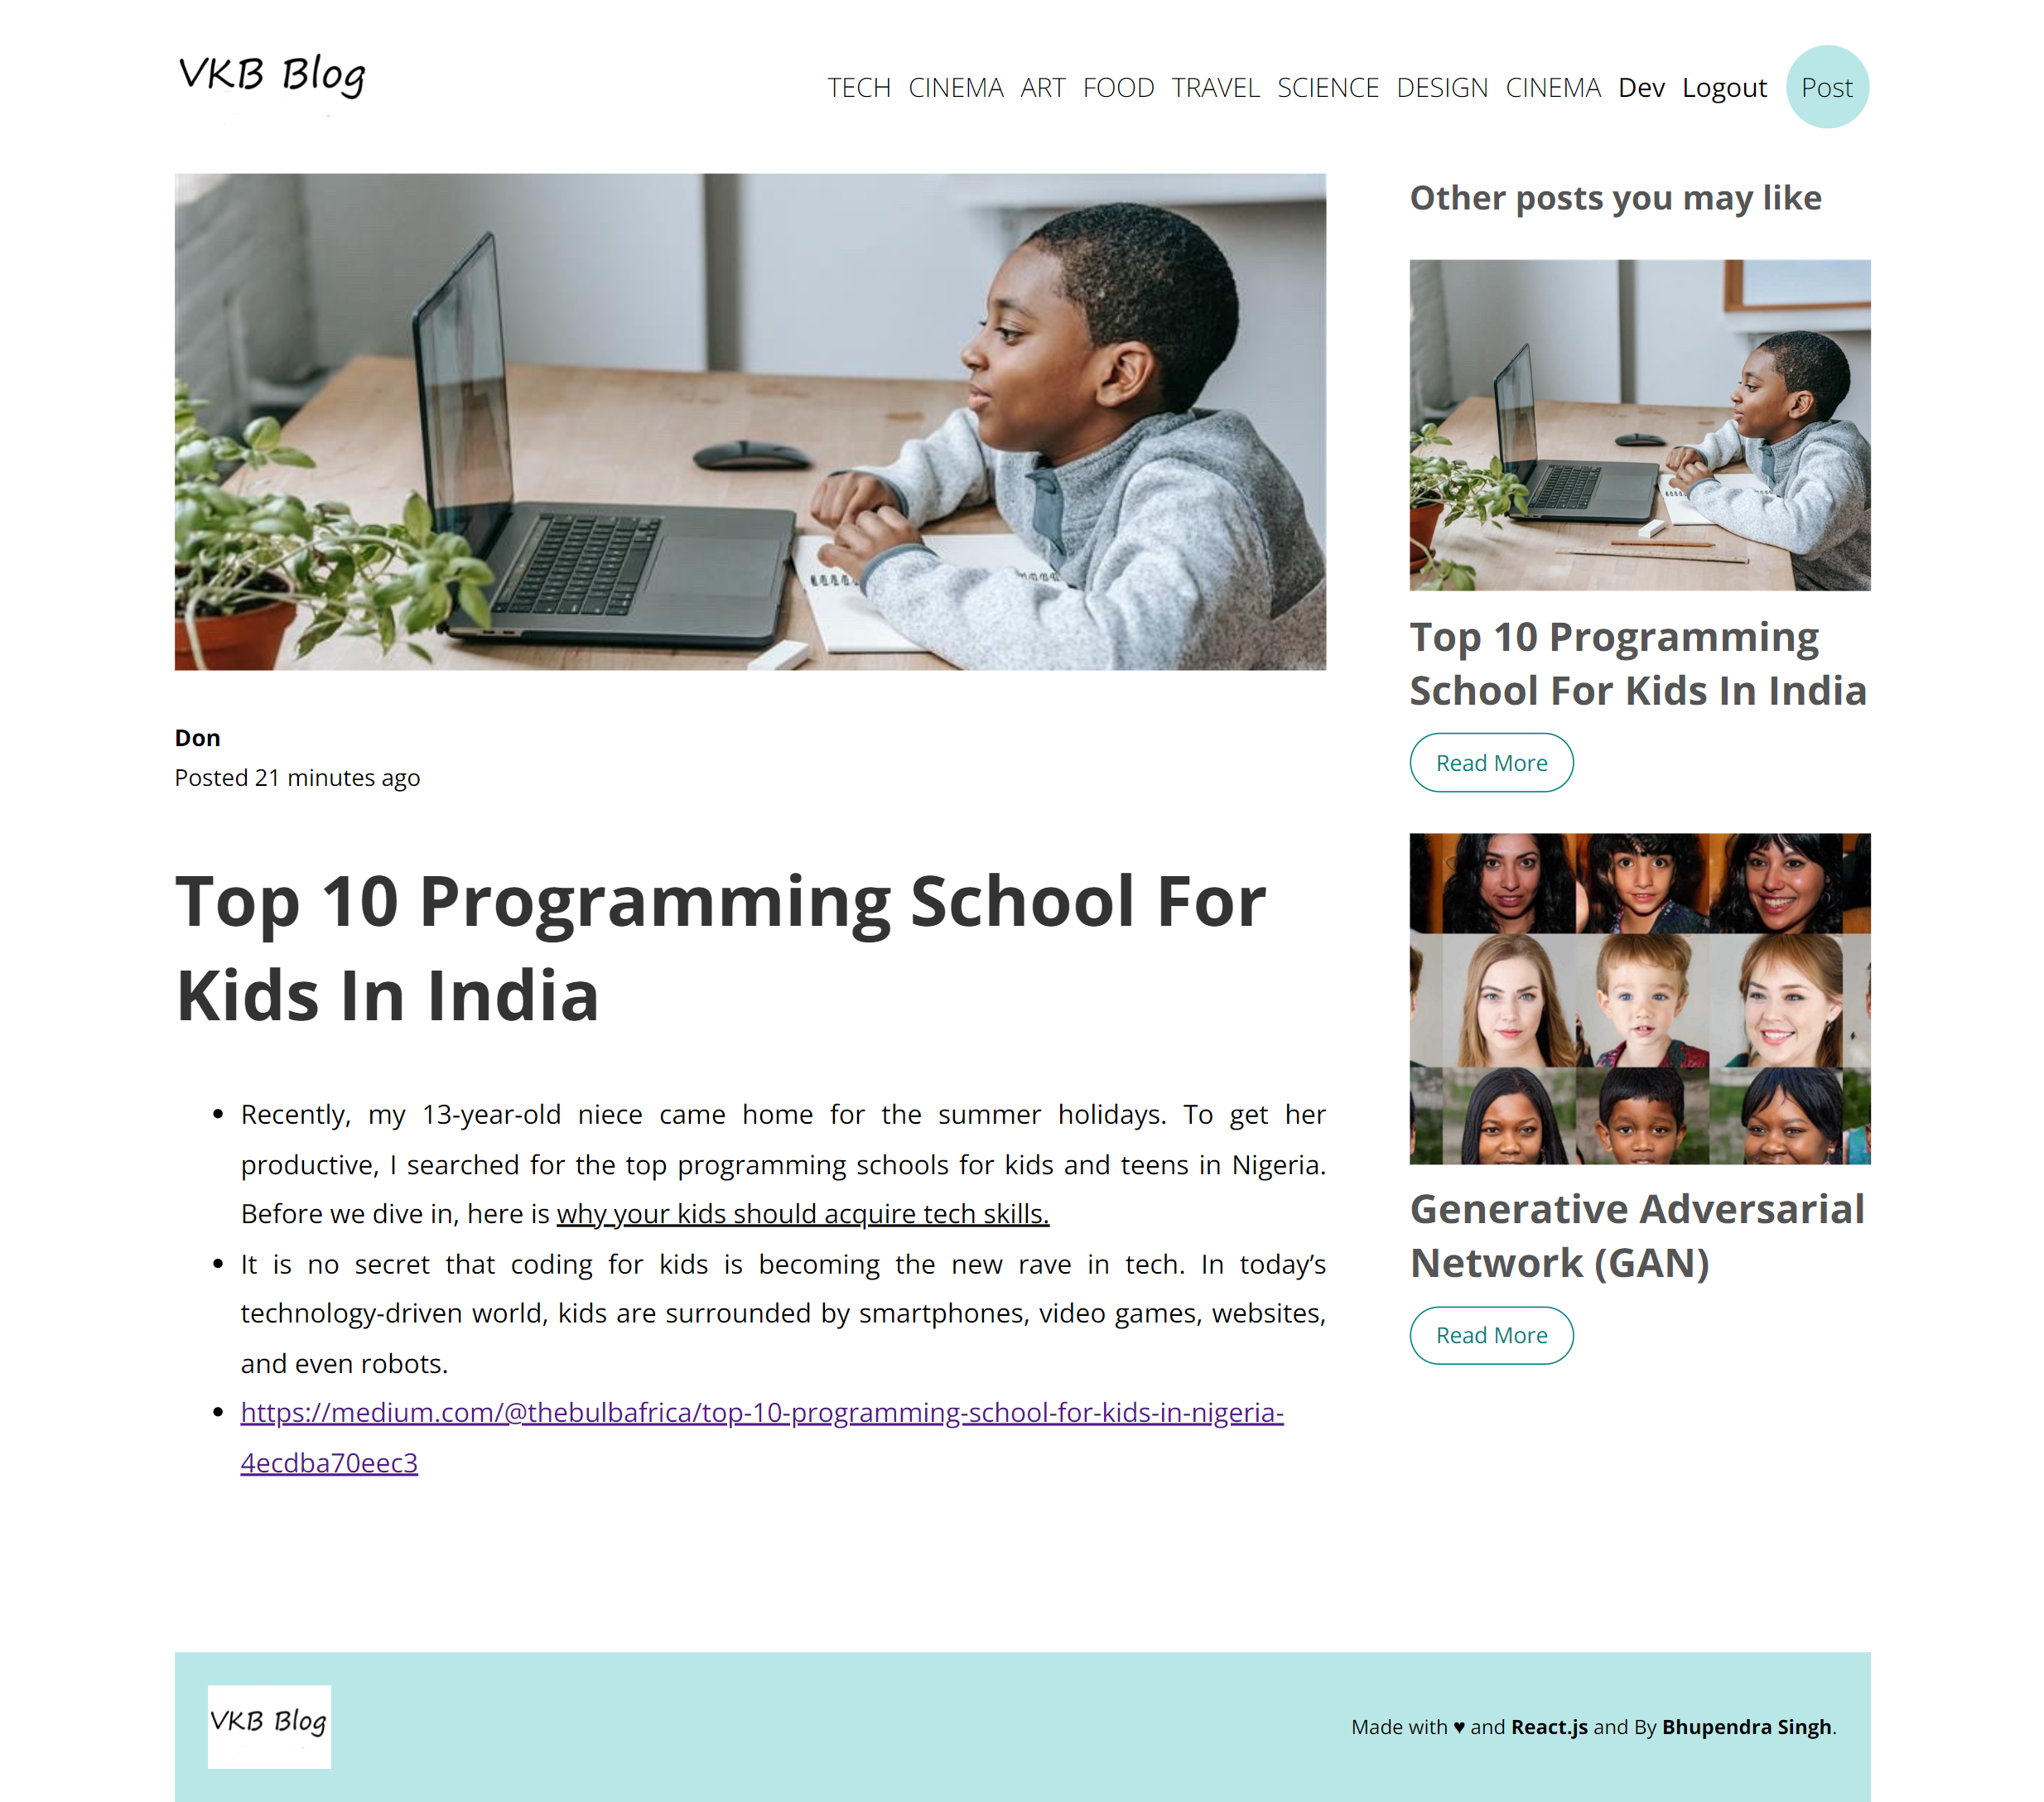 VKB Blog
TECH CINEMA ART FOOD TRAVEL SCIENCE DESIGN CINEMA Dev Logout Post
Don
Posted 21 minutes ago
Top 10 Programming School For
Kids In India
• Recently, my 13-year-old niece came home for the summer holidays. To get her
productive, I searched for the top programming schools for kids and teens in Nigeria.
Before we dive in, here is why your kids should acquire tech skills.
• It is no secret that coding for kids is becoming the new rave in tech. In today’s
technology-driven world, kids are surrounded by smartphones, video games, websites,
and even robots.
• https://medium.com/@thebulbafrica/top-10-programming-school-for-kids-in-nigeria-
4ecdba70eec3
Other posts you may like
Top 10 Programming
School For Kids In India
Read More
Generative Adversarial
Network (GAN)
Read More
VKB Blog
Made with ♥ and React.js and By Bhupendra Singh.